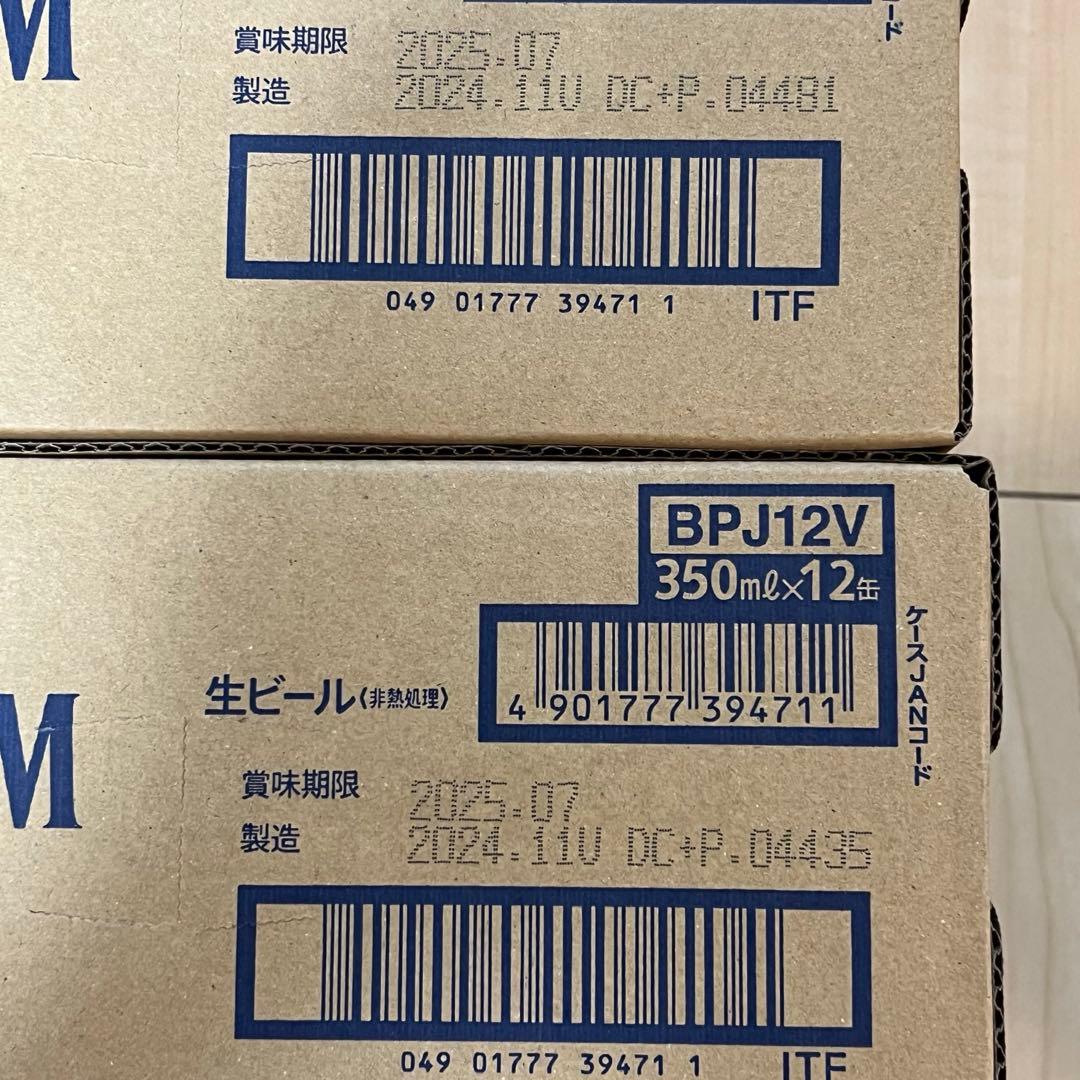 M
賞味期限 2025.07
製造 2024.11U DC+P.04481
049 01777 39471 1 ITF
BPJ12V
350mℓ×12缶
ケースJANコード
4 901777 394711
生ビール〈非熱処理〉
M
賞味期限 2025.07
製造 2024.11U DC+P.04435
049 01777 39471 1 ITF